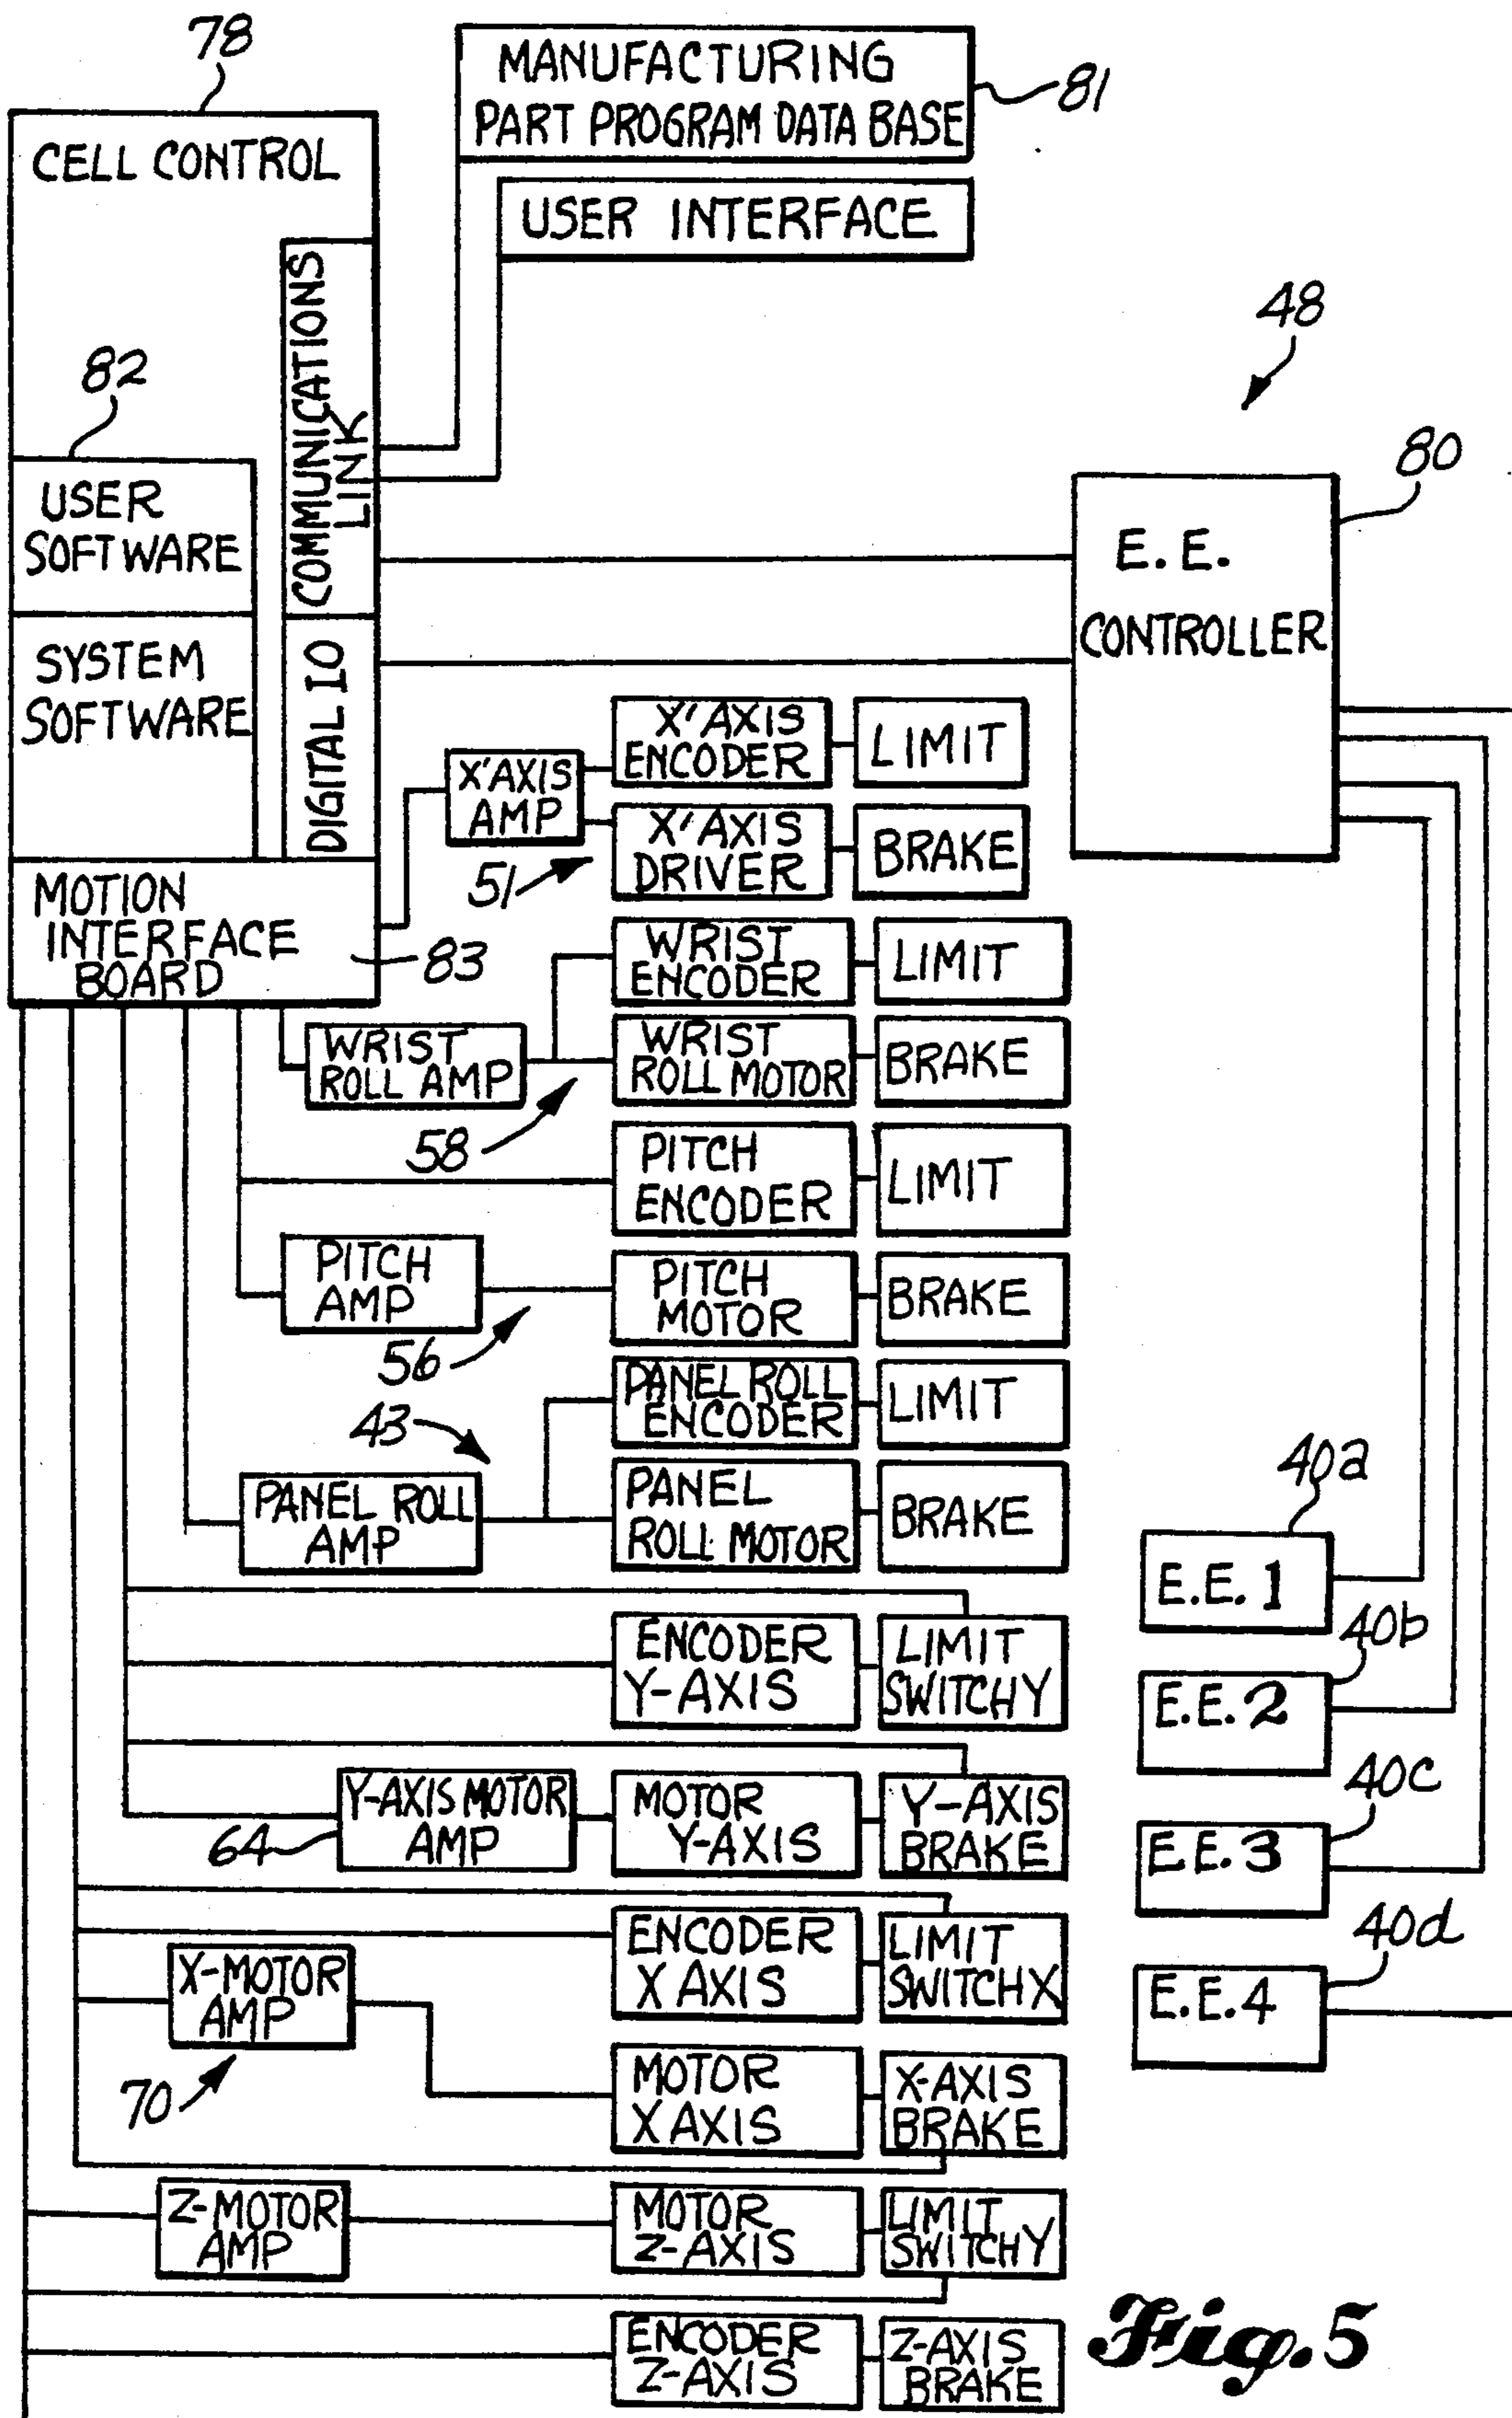 78
MANUFACTURING
PART PROGRAM DATA BASE
81
CELL CONTROL
USER INTERFACE
COMMUNICATIONS
LINK
48
82
80
USER
SOFTWARE
E.E.
CONTROLLER
SYSTEM
SOFTWARE
DIGITAL IO
X'AXIS
AMP
X'AXIS
ENCODER
LIMIT
51
X'AXIS
DRIVER
BRAKE
MOTION
INTERFACE
BOARD
83
WRIST
ENCODER
LIMIT
WRIST
ROLL AMP
WRIST
ROLL MOTOR
BRAKE
58
PITCH
ENCODER
LIMIT
PITCH
AMP
PITCH
MOTOR
BRAKE
56
PANEL ROLL
ENCODER
LIMIT
43
PANEL ROLL
AMP
PANEL
ROLL MOTOR
BRAKE
40a
E.E.1
ENCODER
Y-AXIS
LIMIT
SWITCHY
40b
E.E.2
Y-AXIS MOTOR
AMP
64
MOTOR
Y-AXIS
Y-AXIS
BRAKE
40c
E.E.3
ENCODER
X AXIS
LIMIT
SWITCHX
40d
E.E.4
X-MOTOR
AMP
70
MOTOR
X AXIS
X-AXIS
BRAKE
Z-MOTOR
AMP
MOTOR
Z-AXIS
LIMIT
SWITCHY
ENCODER
Z-AXIS
Z-AXIS
BRAKE
Fig. 5